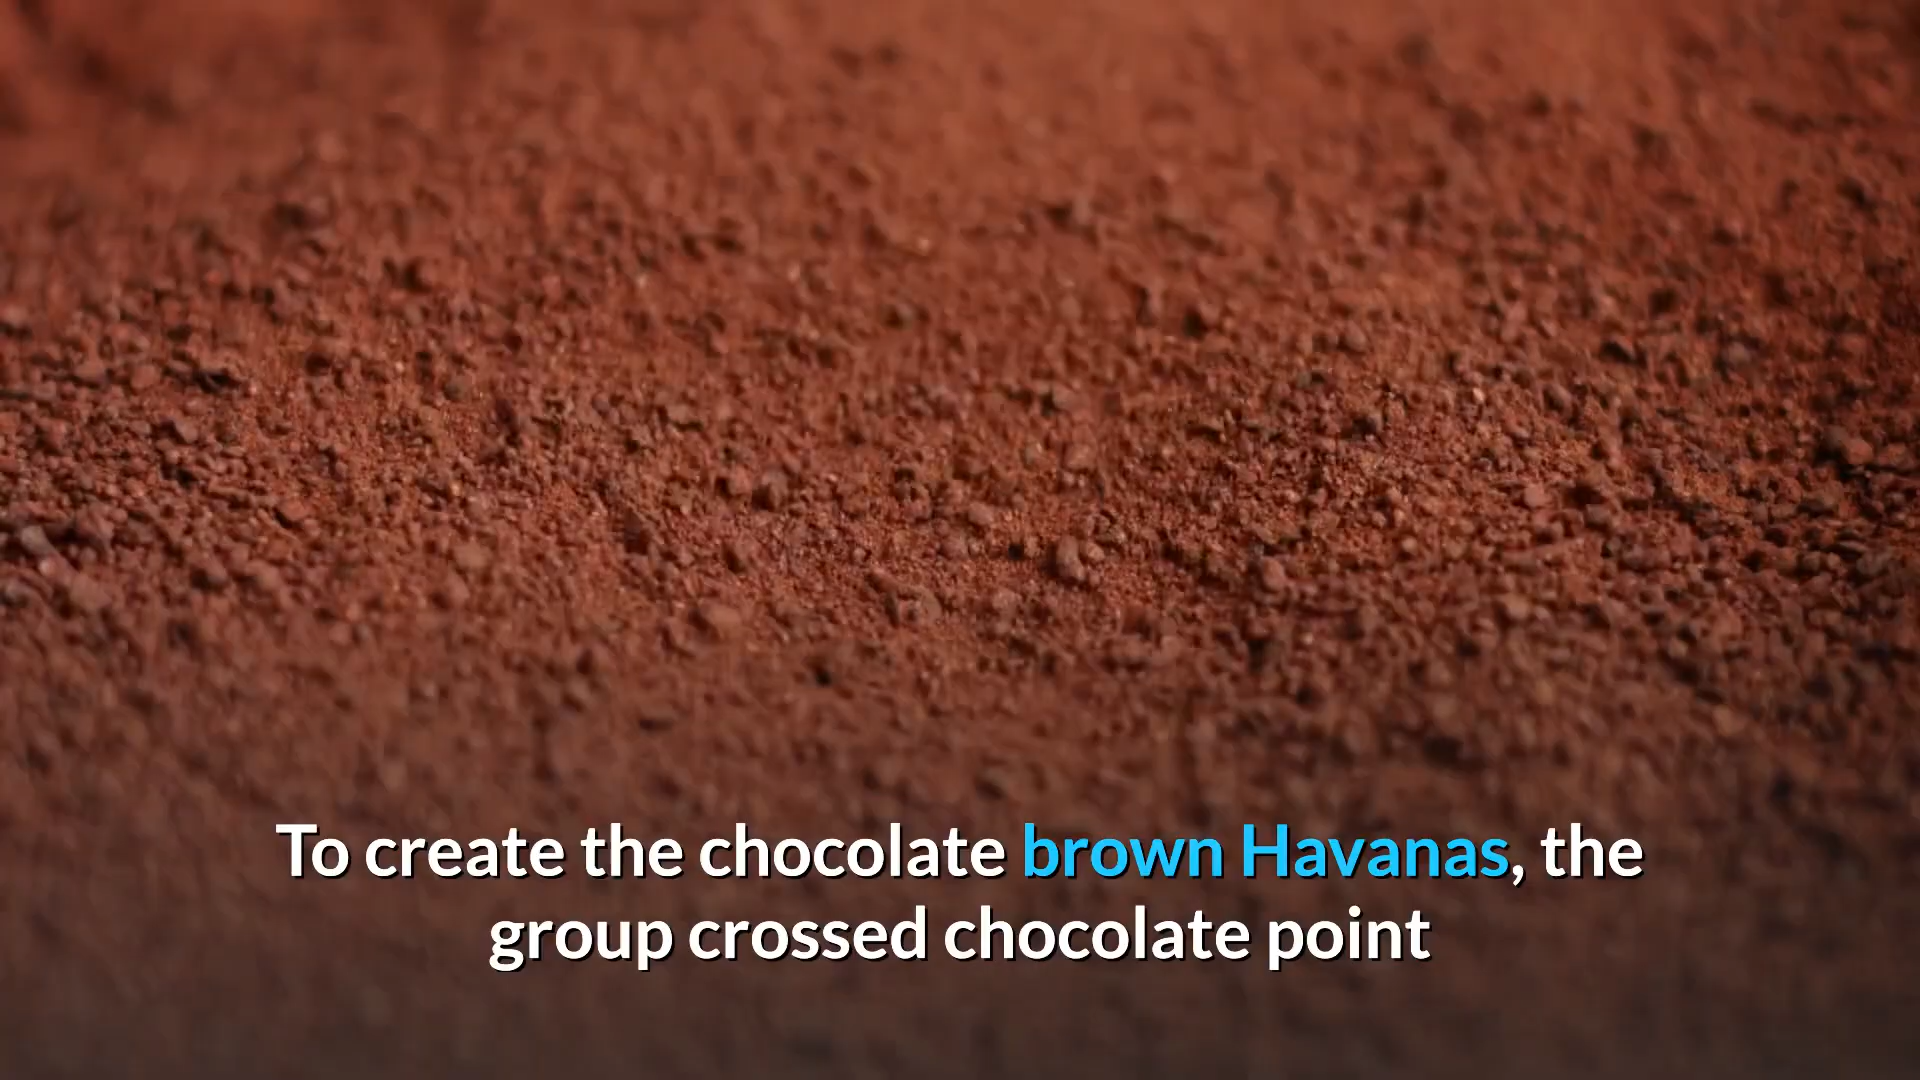 To create the chocolate brown Havanas, the
group crossed chocolate point